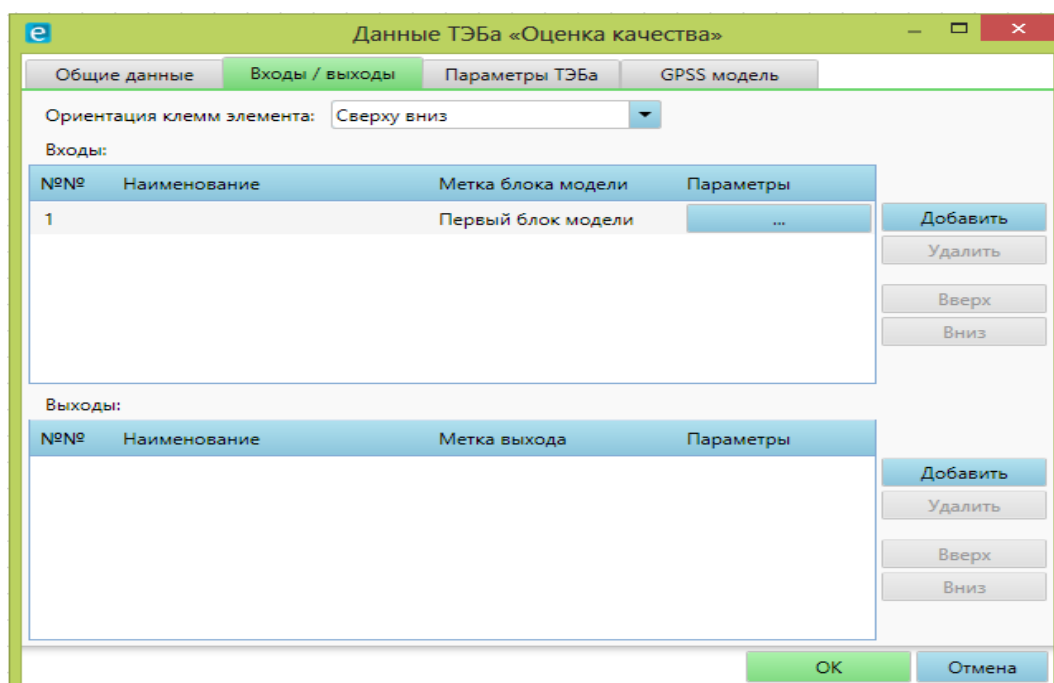 e Данные ТЭБа «Оценка качества»
Общие данные Входы / выходы Параметры ТЭБа GPSS модель
Ориентация клемм элемента: Сверху вниз
Входы:
№№ Наименование Метка блока модели Параметры
1 Первый блок модели ...
Добавить
Удалить
Вверх
Вниз
Выходы:
№№ Наименование Метка выхода Параметры
Добавить
Удалить
Вверх
Вниз
OK Отмена